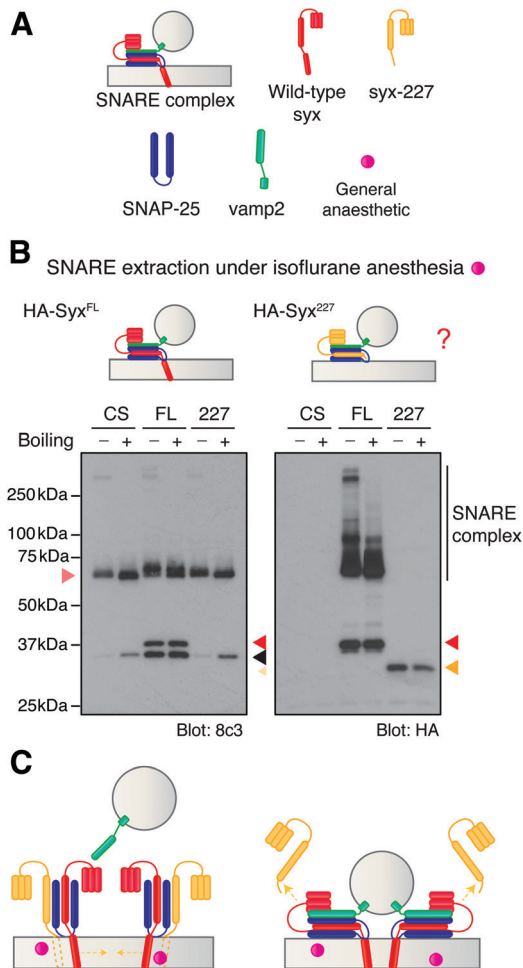 A
SNARE complex
Wild-type
syx
syx-227
SNAP-25
vamp2
General
anaesthetic
B
SNARE extraction under isoflurane anesthesia
HA-Syx^FL
HA-Syx^227
?
CS FL 227
CS FL 227
Boiling – + – + – +
– + – + – +
250kDa
100kDa
75kDa
50kDa
37kDa
25kDa
SNARE
complex
Blot: 8c3
Blot: HA
C